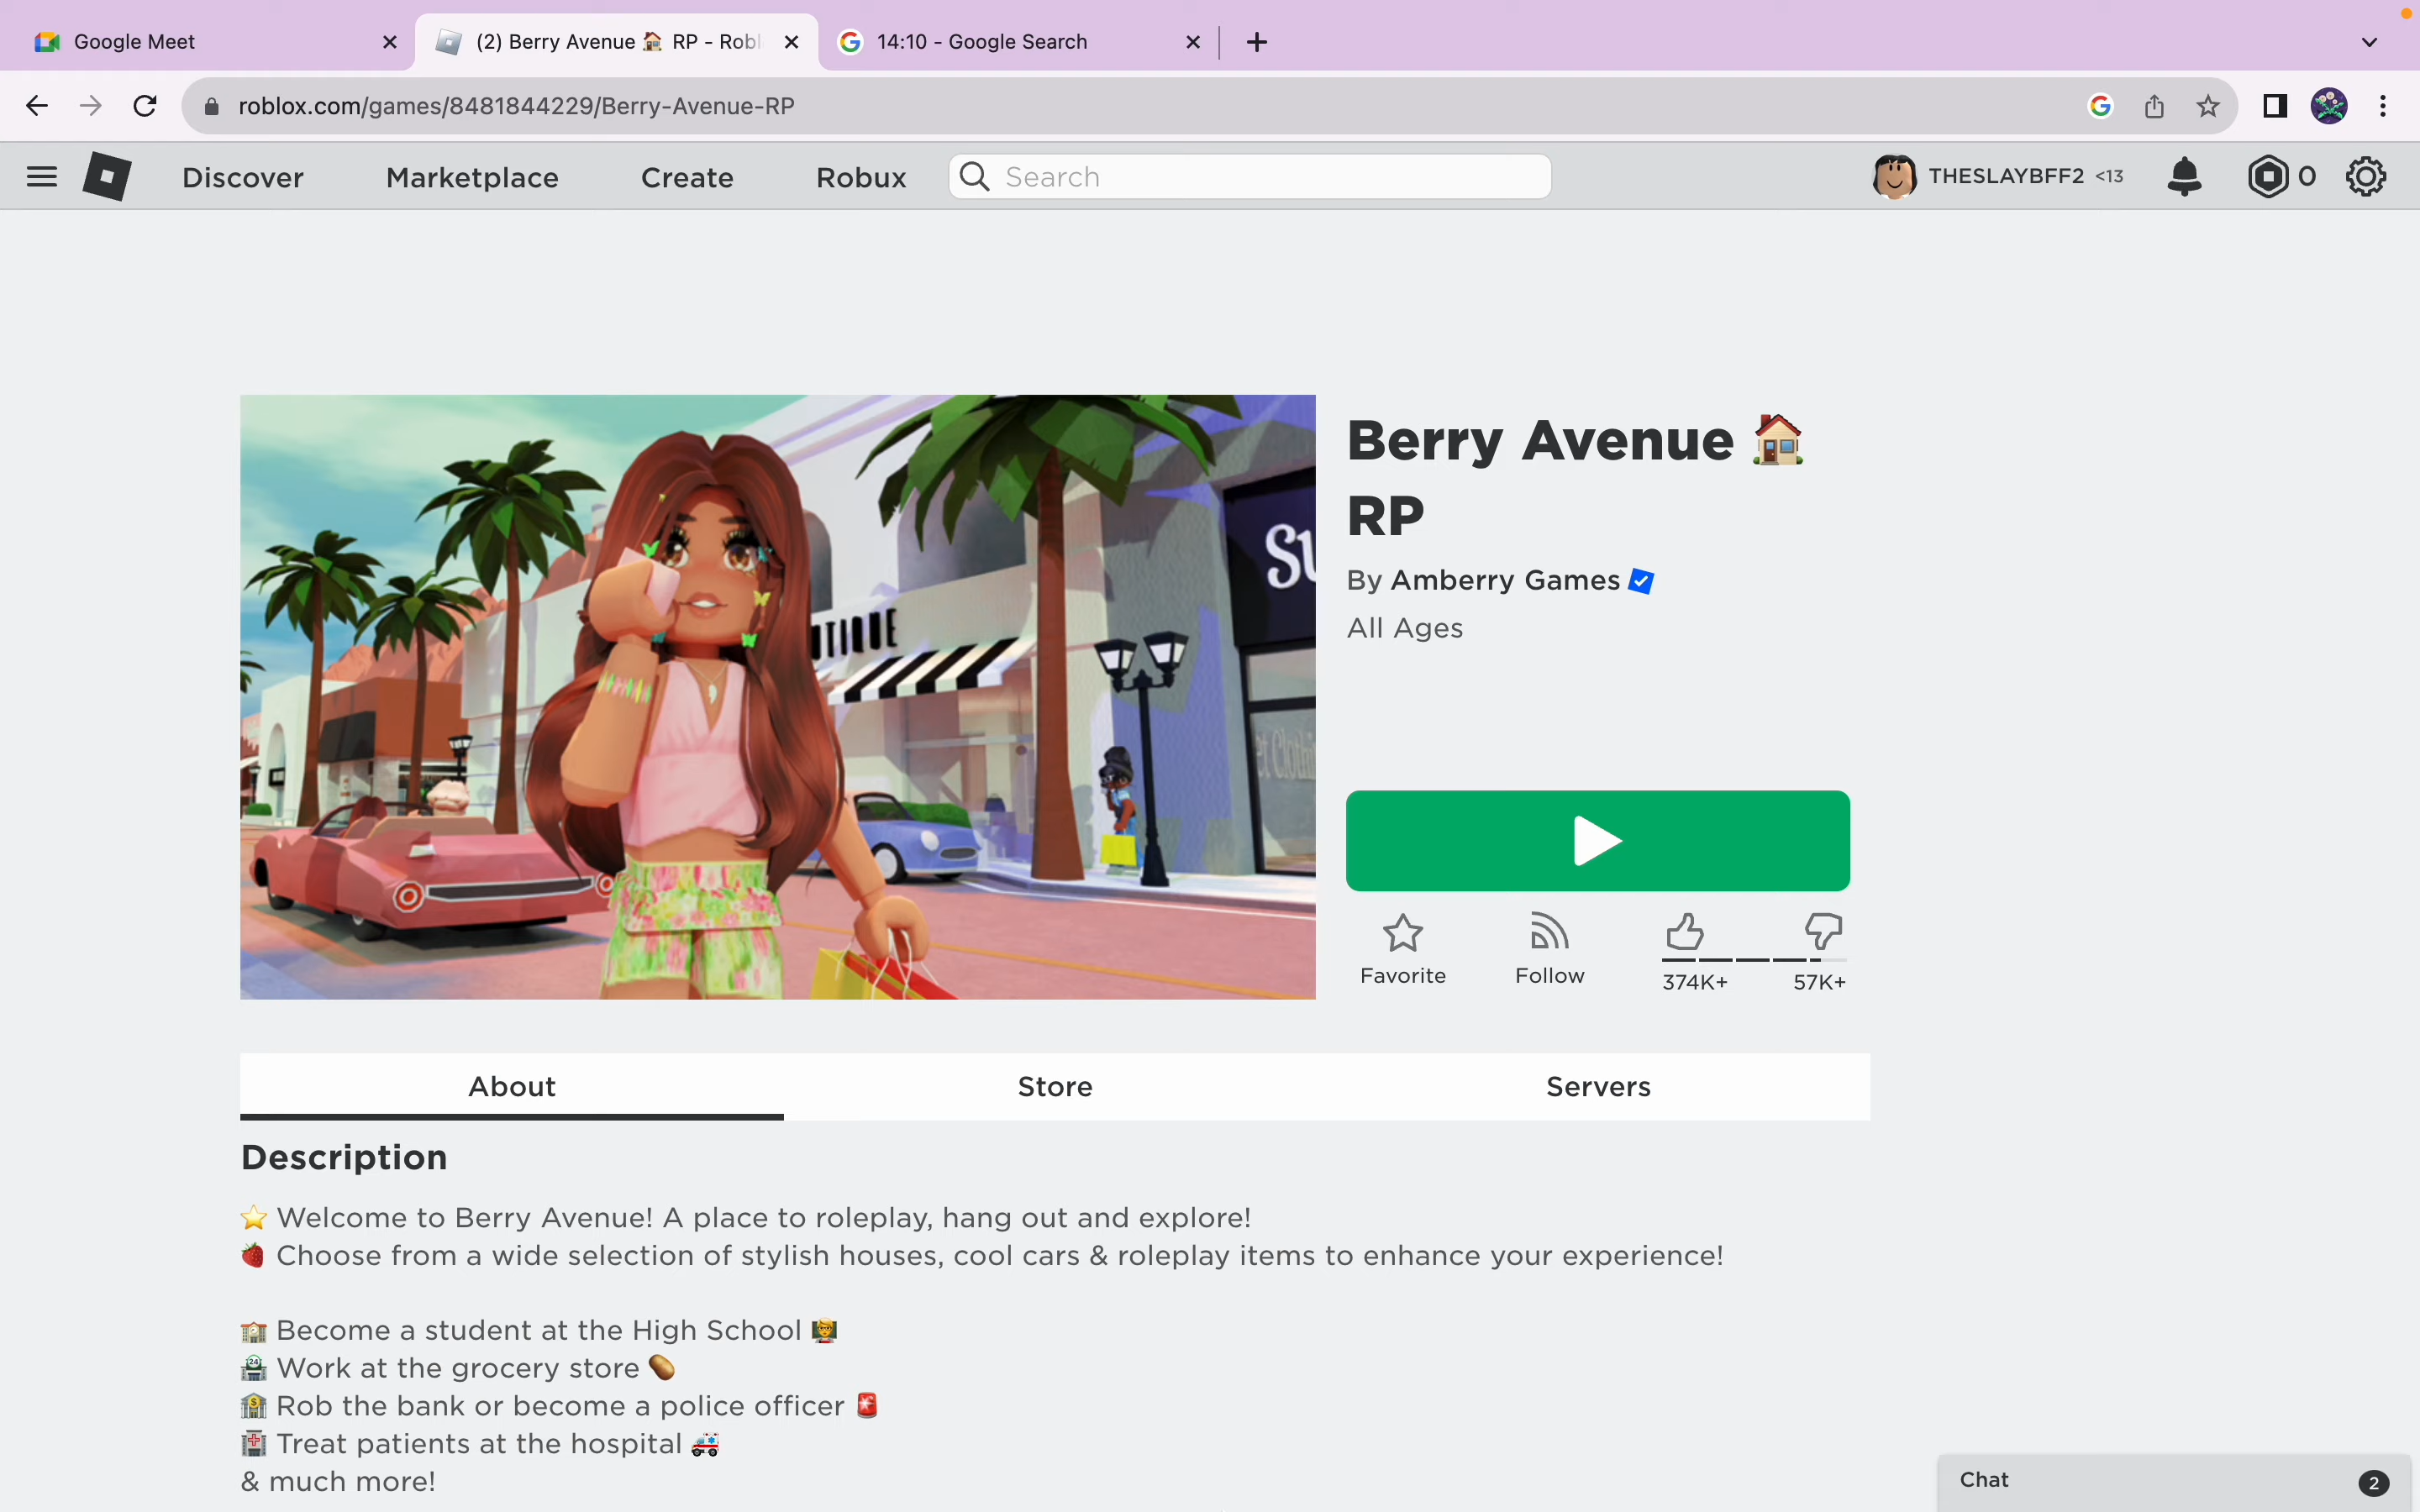 Google Meet
(2) Berry Avenue 🏠 RP - Robl
14:10 - Google Search
roblox.com/games/8481844229/Berry-Avenue-RP
Discover
Marketplace
Create
Robux
Search
THESLAYBFF2 <13
0
UTIQUE
Su
et Clothi
Berry Avenue 🏠
RP
By Amberry Games
All Ages
Favorite
Follow
374K+
57K+
About
Store
Servers
Description
⭐ Welcome to Berry Avenue! A place to roleplay, hang out and explore!
🍓 Choose from a wide selection of stylish houses, cool cars & roleplay items to enhance your experience!
🏫 Become a student at the High School 👩‍🏫
🏪 Work at the grocery store 🥔
🏦 Rob the bank or become a police officer 🚨
🏥 Treat patients at the hospital 🚑
& much more!
Chat
2